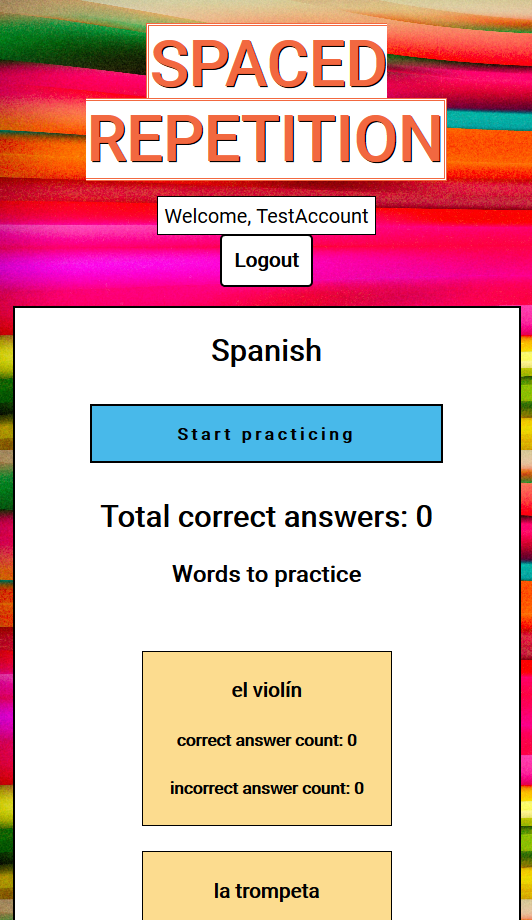 SPACED
REPETITION
Welcome, TestAccount
Logout
Spanish
Start practicing
Total correct answers: 0
Words to practice
el violín
correct answer count: 0
incorrect answer count: 0
la trompeta